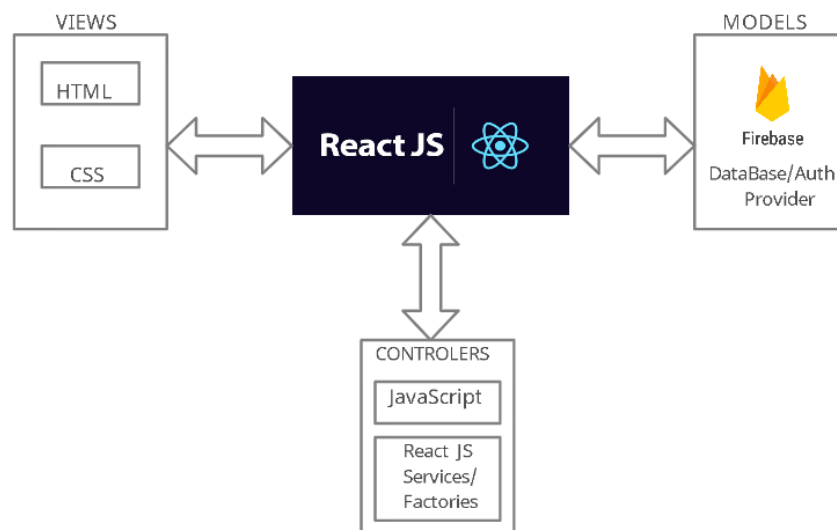 VIEWS
HTML
CSS
React JS
MODELS
Firebase
DataBase/Auth
Provider
CONTROLERS
JavaScript
React JS
Services/
Factories